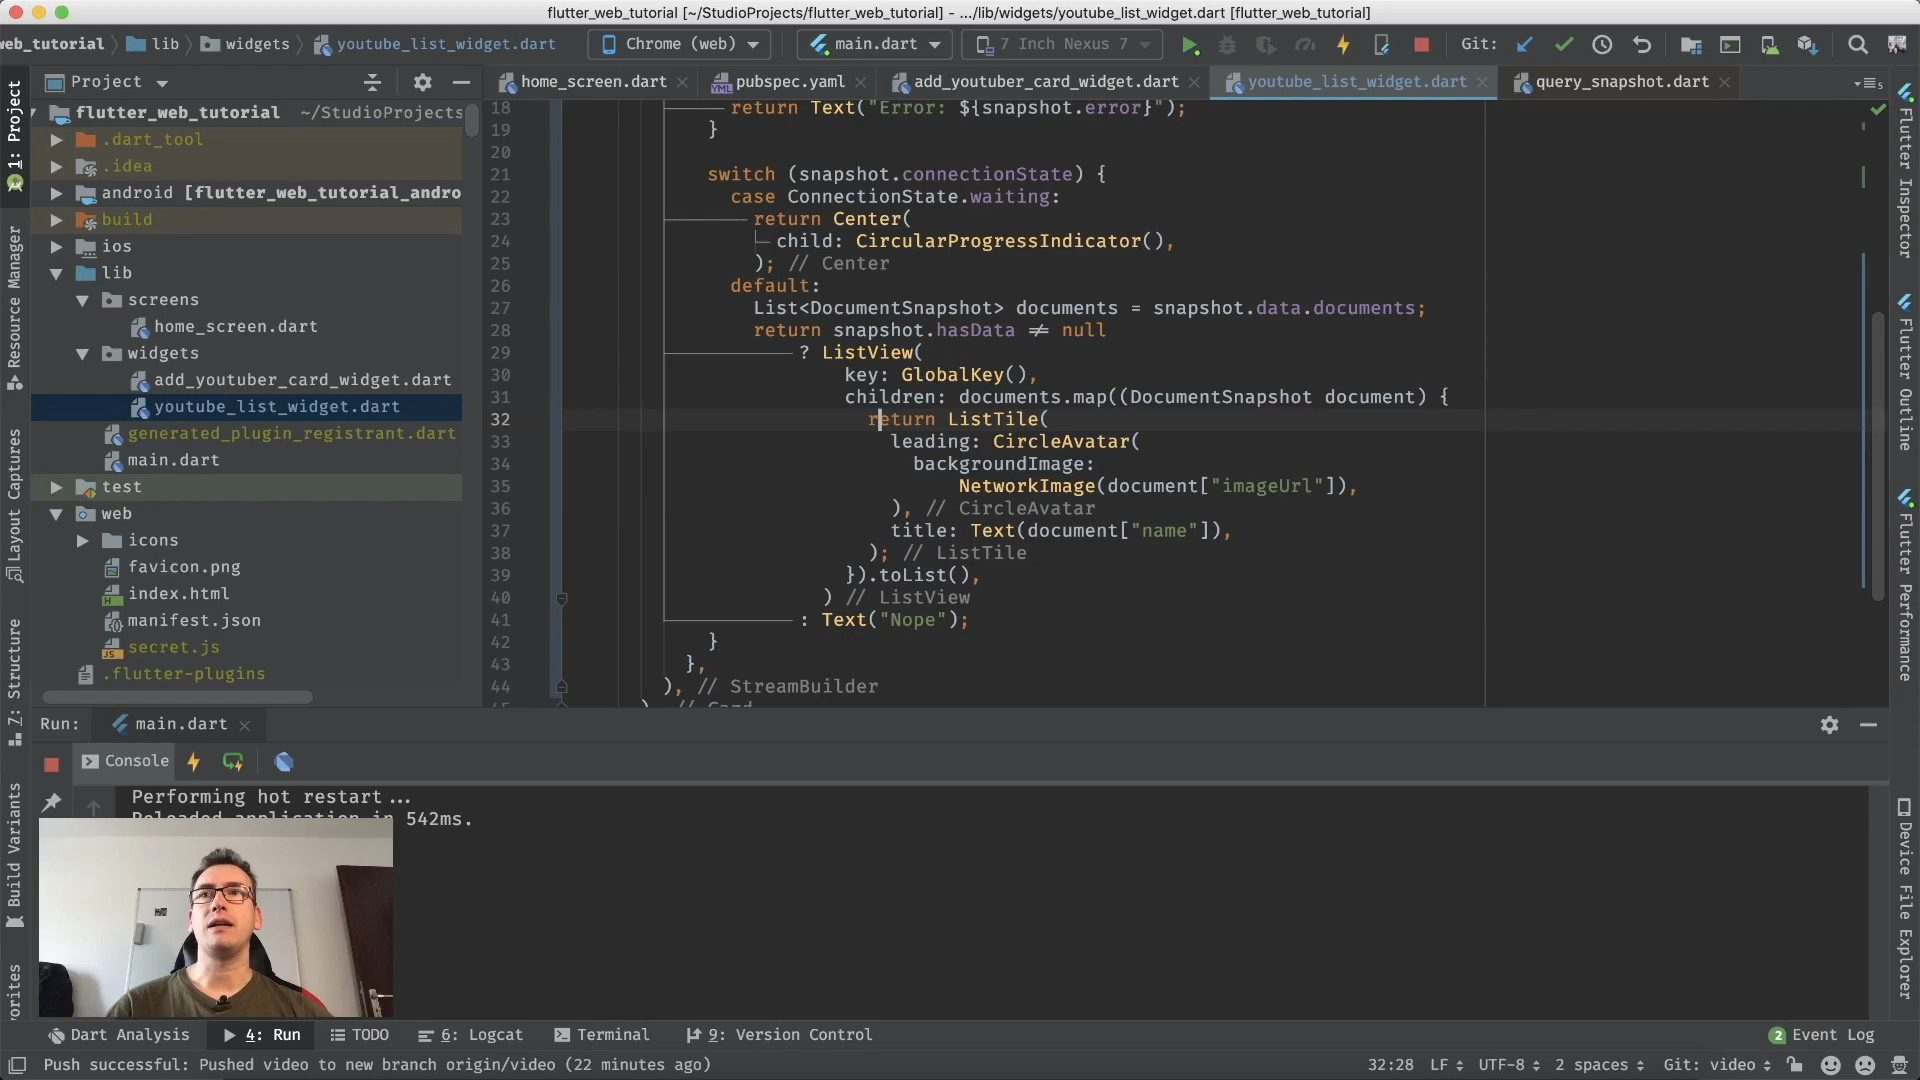 flutter_web_tutorial [~/StudioProjects/flutter_web_tutorial] - .../lib/widgets/youtube_list_widget.dart [flutter_web_tutorial]
web_tutorial lib widgets youtube_list_widget.dart Chrome (web) main.dart 7 Inch Nexus 7 Git:
Project home_screen.dart pubspec.yaml add_youtuber_card_widget.dart youtube_list_widget.dart query_snapshot.dart 5
flutter_web_tutorial ~/StudioProjects
.dart_tool
.idea
android [flutter_web_tutorial_andro
build
ios
lib
screens
home_screen.dart
widgets
add_youtuber_card_widget.dart
youtube_list_widget.dart
generated_plugin_registrant.dart
main.dart
test
web
icons
favicon.png
index.html
manifest.json
secret.js
.flutter-plugins
18 return Text("Error: ${snapshot.error}");
19 }
20
21 switch (snapshot.connectionState) {
22 case ConnectionState.waiting:
23 return Center(
24 child: CircularProgressIndicator(),
25 ); // Center
26 default:
27 List<DocumentSnapshot> documents = snapshot.data.documents;
28 return snapshot.hasData ≠ null
29 ? ListView(
30 key: GlobalKey(),
31 children: documents.map((DocumentSnapshot document) {
32 return ListTile(
33 leading: CircleAvatar(
34 backgroundImage:
35 NetworkImage(document["imageUrl"]),
36 ), // CircleAvatar
37 title: Text(document["name"]),
38 ); // ListTile
39 }).toList(),
40 ) // ListView
41 : Text("Nope");
42 }
43 },
44 ), // StreamBuilder
45 ) // Card
1: Project
Resource Manager
Layout Captures
Z: Structure
Build Variants
vorites
Flutter Inspector
Flutter Outline
Flutter Performance
Device File Explorer
Run: main.dart
Console
Performing hot restart...
Reloaded application in 542ms.
Dart Analysis 4: Run TODO 6: Logcat Terminal 9: Version Control 2 Event Log
Push successful: Pushed video to new branch origin/video (22 minutes ago) 32:28 LF UTF-8 2 spaces Git: video